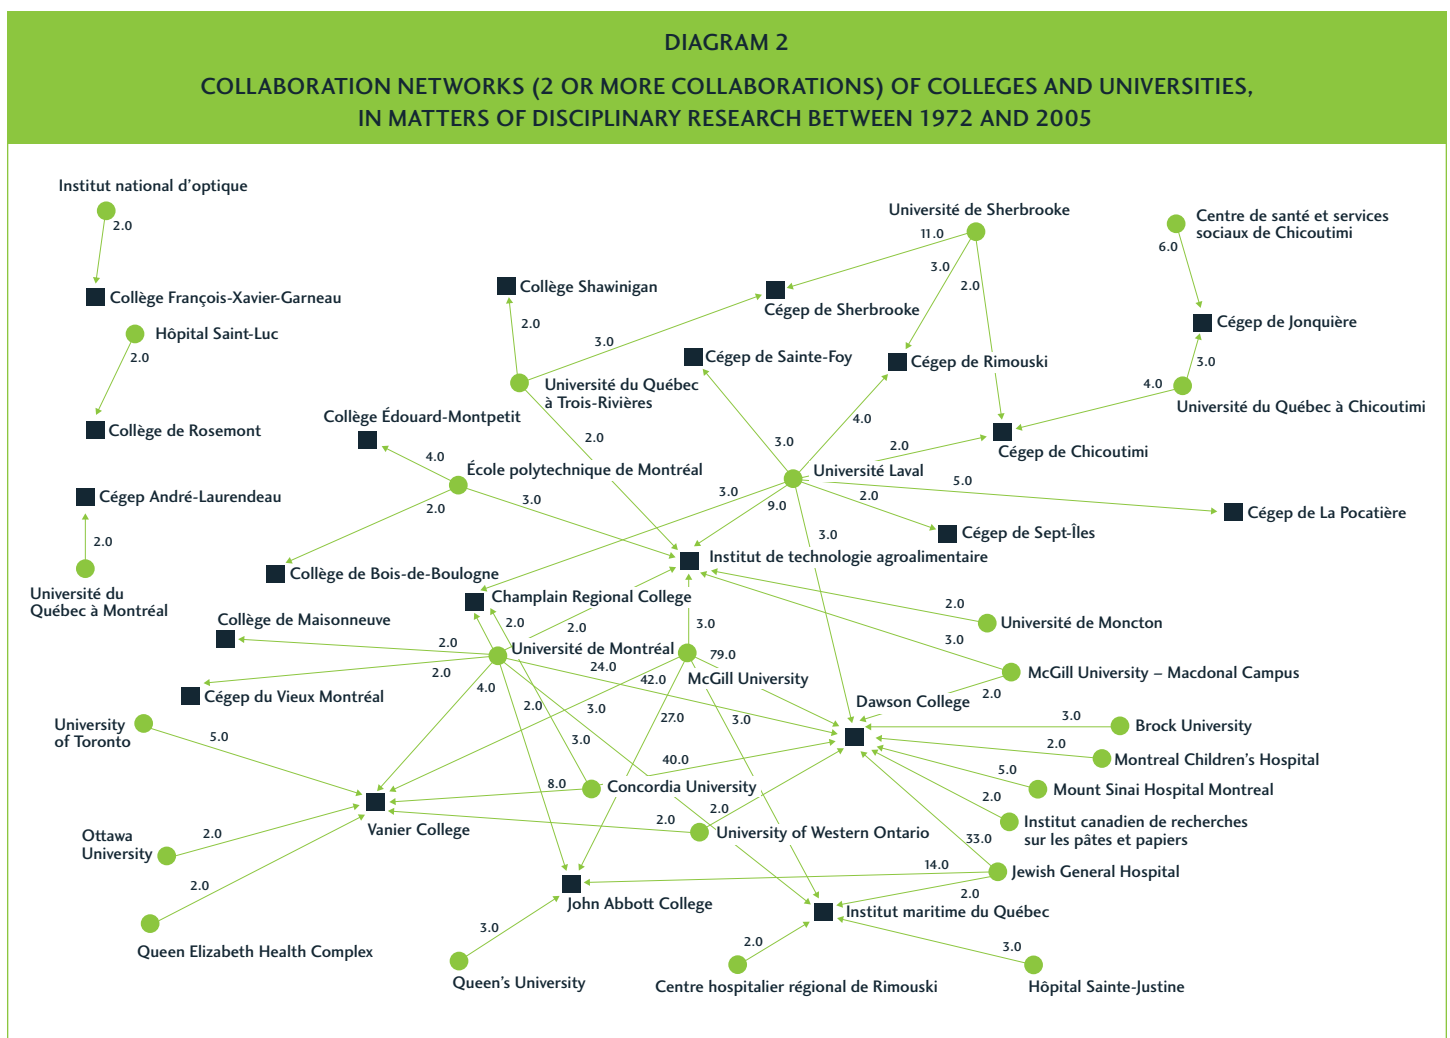 DIAGRAM 2
COLLABORATION NETWORKS (2 OR MORE COLLABORATIONS) OF COLLEGES AND UNIVERSITIES,
IN MATTERS OF DISCIPLINARY RESEARCH BETWEEN 1972 AND 2005
Institut national d'optique
2.0
Collège François-Xavier-Garneau
Hôpital Saint-Luc
2.0
Collège de Rosemont
Cégep André-Laurendeau
2.0
Université du
Québec à Montréal
Université de Sherbrooke
11.0
3.0
2.0
Centre de santé et services
sociaux de Chicoutimi
6.0
Cégep de Jonquière
3.0
4.0
Université du Québec à Chicoutimi
Collège Shawinigan
2.0
Cégep de Sherbrooke
3.0
Cégep de Sainte-Foy
Cégep de Rimouski
Université du Québec
à Trois-Rivières
2.0
Collège Édouard-Montpetit
4.0
École polytechnique de Montréal
2.0
3.0
3.0
4.0
2.0
Cégep de Chicoutimi
Université Laval
5.0
2.0
3.0
9.0
3.0
Cégep de La Pocatière
Cégep de Sept-Îles
Institut de technologie agroalimentaire
Collège de Bois-de-Boulogne
Champlain Regional College
Collège de Maisonneuve
2.0
2.0
2.0
3.0
Université de Montréal
79.0
2.0
24.0
42.0
McGill University
Cégep du Vieux Montréal
4.0
2.0
3.0
27.0
3.0
3.0
2.0
Université de Moncton
3.0
McGill University – Macdonal Campus
2.0
Dawson College
3.0
Brock University
2.0
Montreal Children's Hospital
5.0
Mount Sinai Hospital Montreal
2.0
Institut canadien de recherches
sur les pâtes et papiers
33.0
University
of Toronto
5.0
40.0
8.0
Concordia University
2.0
2.0
University of Western Ontario
Vanier College
Ottawa
University
2.0
2.0
Queen Elizabeth Health Complex
14.0
Jewish General Hospital
2.0
John Abbott College
Institut maritime du Québec
3.0
Queen's University
2.0
Centre hospitalier régional de Rimouski
3.0
Hôpital Sainte-Justine